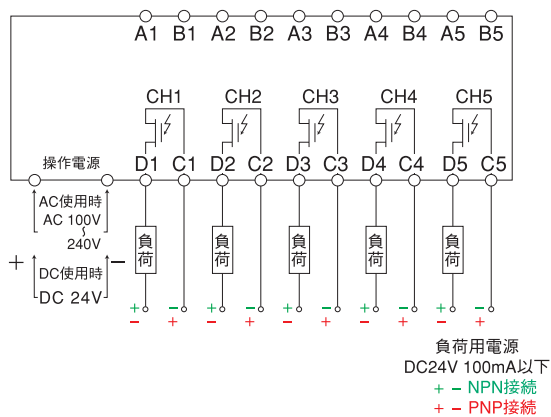 A1 B1 A2 B2 A3 B3 A4 B4 A5 B5
CH1 CH2 CH3 CH4 CH5
操作電源 D1 C1 D2 C2 D3 C3 D4 C4 D5 C5
AC使用時
AC 100V
~
240V
負荷 負荷 負荷 負荷 負荷
+ −
DC使用時
DC 24V
+ − + − + − + − + −
− + − + − + − + − +
負荷用電源
DC24V 100mA以下
+ − NPN接続
+ − PNP接続